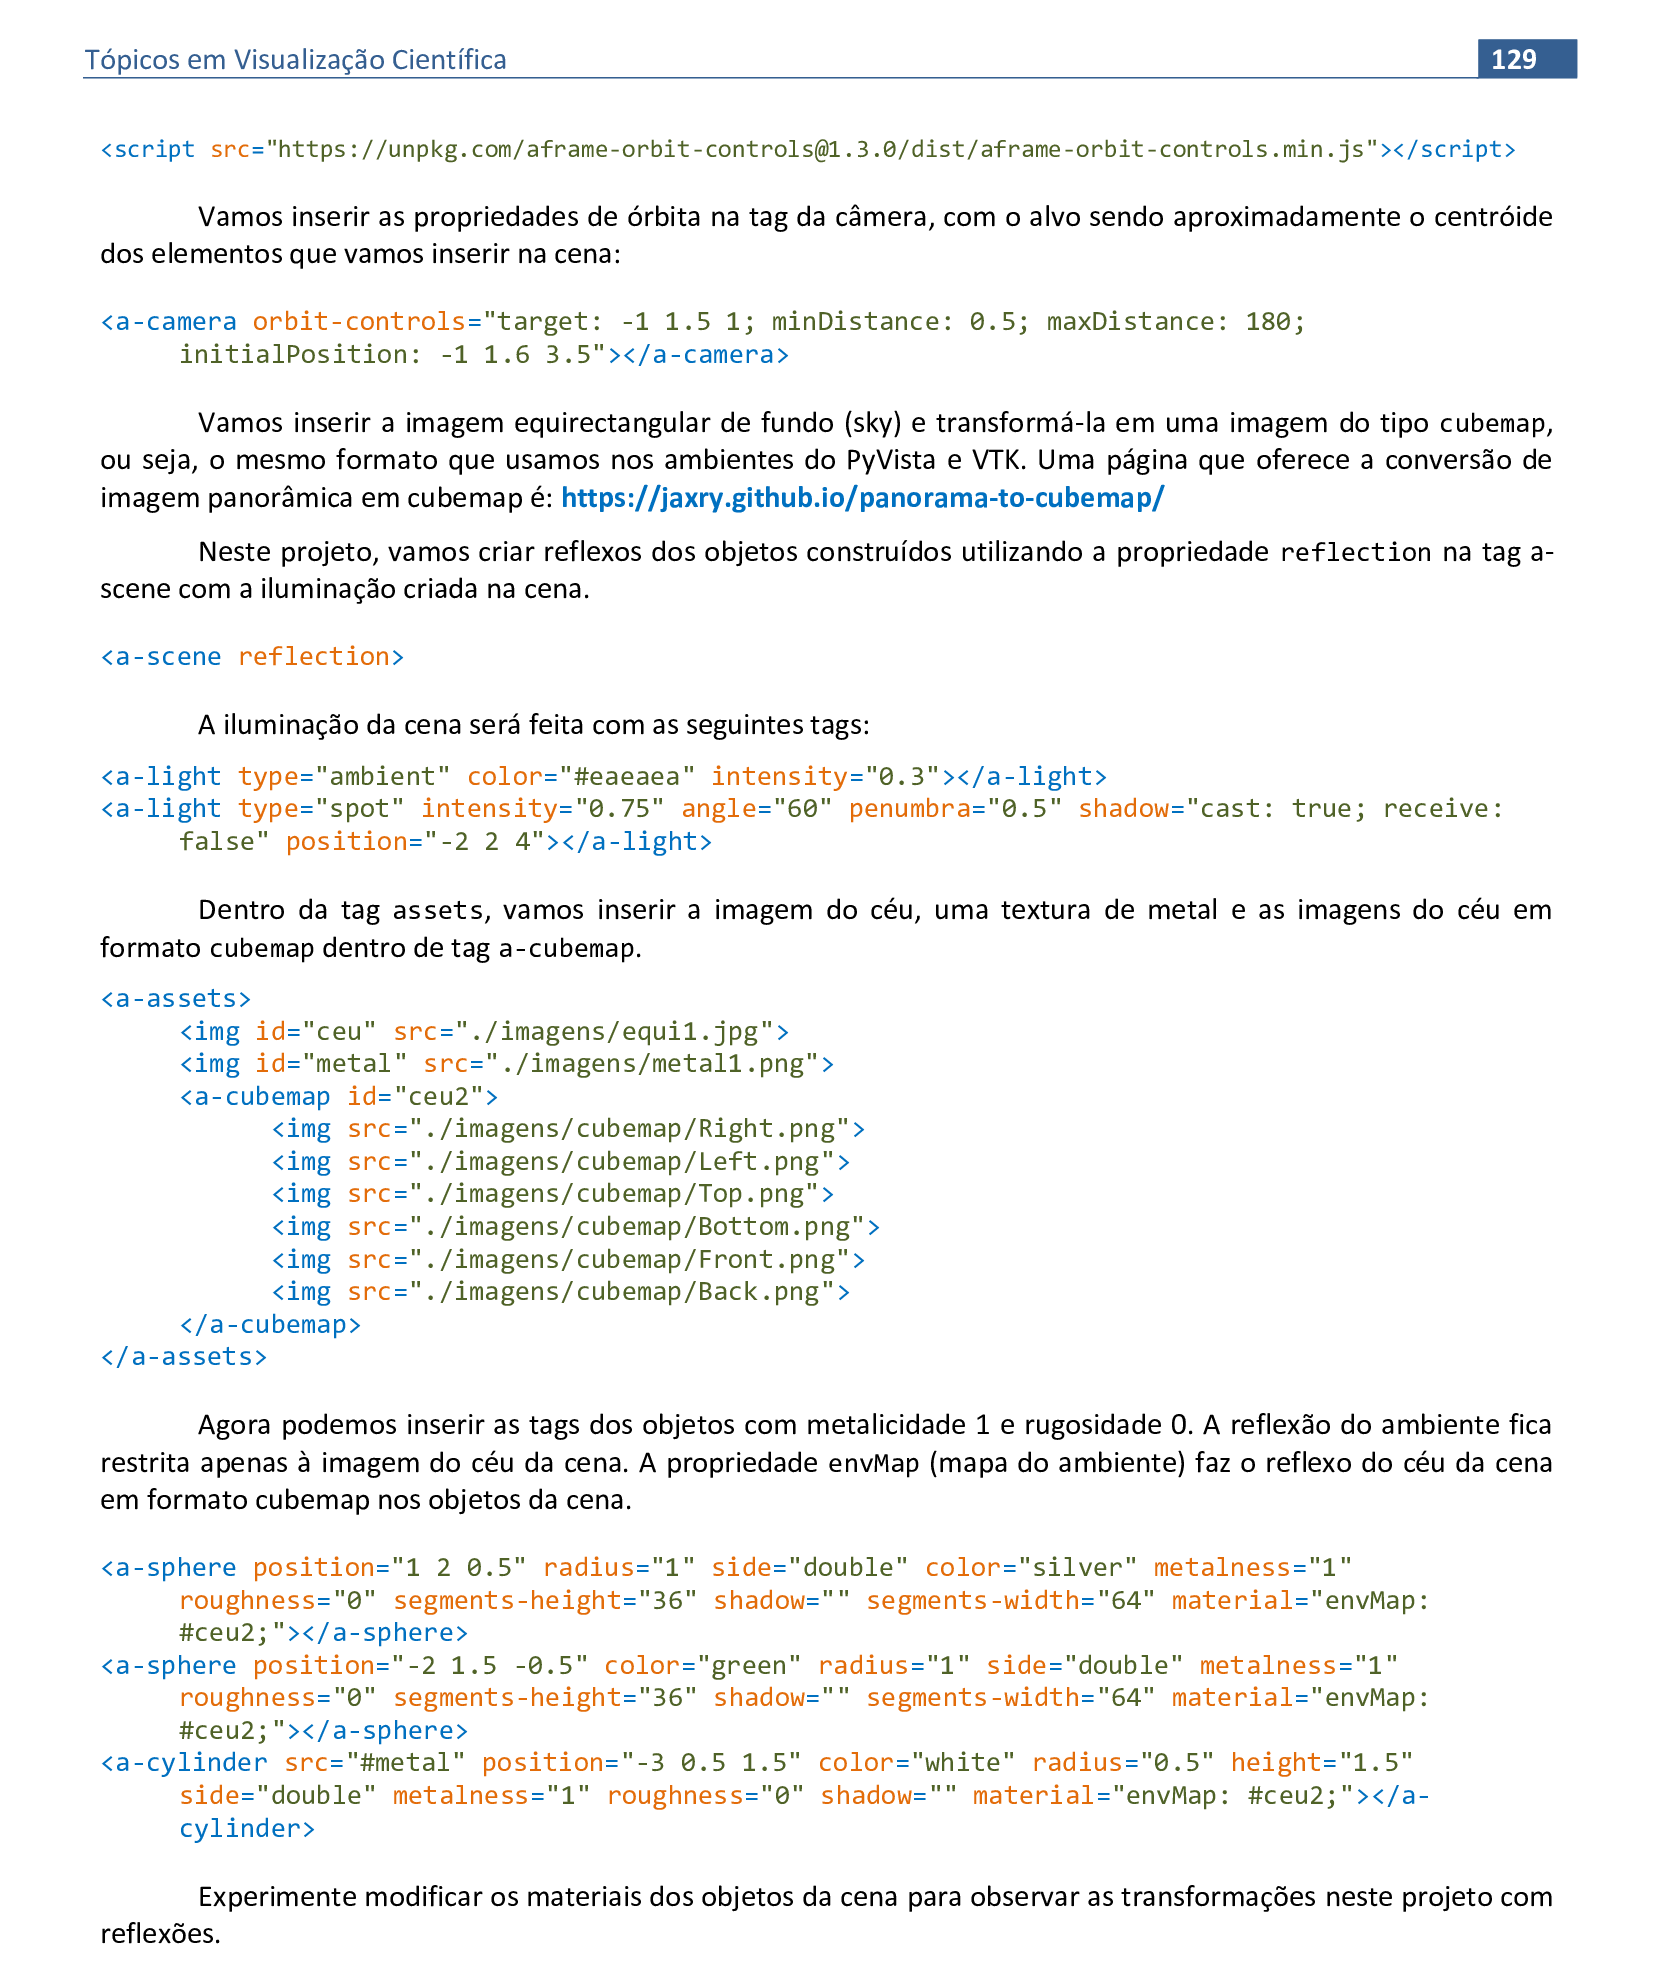 Tópicos em Visualização Científica 129
<script src="https://unpkg.com/aframe-orbit-controls@1.3.0/dist/aframe-orbit-controls.min.js"></script>
Vamos inserir as propriedades de órbita na tag da câmera, com o alvo sendo aproximadamente o centróide
dos elementos que vamos inserir na cena:
<a-camera orbit-controls="target: -1 1.5 1; minDistance: 0.5; maxDistance: 180;
initialPosition: -1 1.6 3.5"></a-camera>
Vamos inserir a imagem equirectangular de fundo (sky) e transformá-la em uma imagem do tipo cubemap,
ou seja, o mesmo formato que usamos nos ambientes do PyVista e VTK. Uma página que oferece a conversão de
imagem panorâmica em cubemap é: https://jaxry.github.io/panorama-to-cubemap/
Neste projeto, vamos criar reflexos dos objetos construídos utilizando a propriedade reflection na tag a-
scene com a iluminação criada na cena.
<a-scene reflection>
A iluminação da cena será feita com as seguintes tags:
<a-light type="ambient" color="#eaeaea" intensity="0.3"></a-light>
<a-light type="spot" intensity="0.75" angle="60" penumbra="0.5" shadow="cast: true; receive:
false" position="-2 2 4"></a-light>
Dentro da tag assets, vamos inserir a imagem do céu, uma textura de metal e as imagens do céu em
formato cubemap dentro de tag a-cubemap.
<a-assets>
<img id="ceu" src="./imagens/equi1.jpg">
<img id="metal" src="./imagens/metal1.png">
<a-cubemap id="ceu2">
<img src="./imagens/cubemap/Right.png">
<img src="./imagens/cubemap/Left.png">
<img src="./imagens/cubemap/Top.png">
<img src="./imagens/cubemap/Bottom.png">
<img src="./imagens/cubemap/Front.png">
<img src="./imagens/cubemap/Back.png">
</a-cubemap>
</a-assets>
Agora podemos inserir as tags dos objetos com metalicidade 1 e rugosidade 0. A reflexão do ambiente fica
restrita apenas à imagem do céu da cena. A propriedade envMap (mapa do ambiente) faz o reflexo do céu da cena
em formato cubemap nos objetos da cena.
<a-sphere position="1 2 0.5" radius="1" side="double" color="silver" metalness="1"
roughness="0" segments-height="36" shadow="" segments-width="64" material="envMap:
#ceu2;"></a-sphere>
<a-sphere position="-2 1.5 -0.5" color="green" radius="1" side="double" metalness="1"
roughness="0" segments-height="36" shadow="" segments-width="64" material="envMap:
#ceu2;"></a-sphere>
<a-cylinder src="#metal" position="-3 0.5 1.5" color="white" radius="0.5" height="1.5"
side="double" metalness="1" roughness="0" shadow="" material="envMap: #ceu2;"></a-
cylinder>
Experimente modificar os materiais dos objetos da cena para observar as transformações neste projeto com
reflexões.